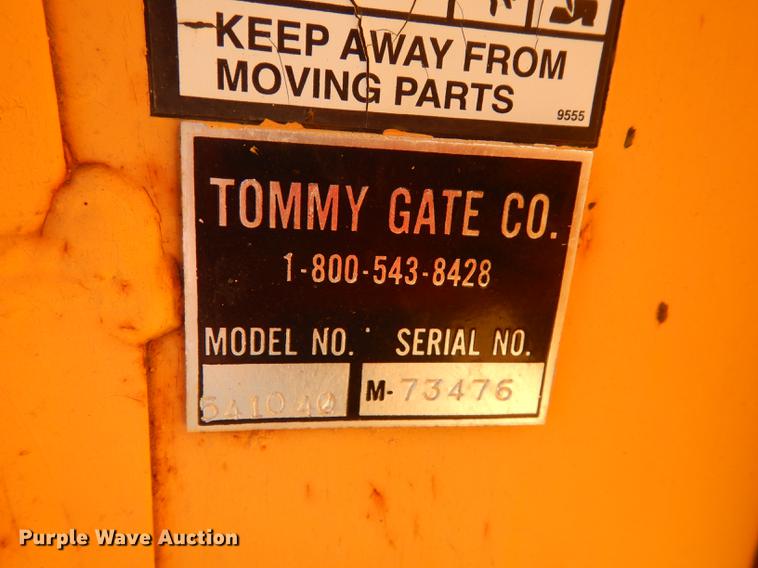 KEEP AWAY FROM
MOVING PARTS
9555
TOMMY GATE CO.
1-800-543-8428
MODEL NO. SERIAL NO.
541040 M-73476
Purple Wave Auction